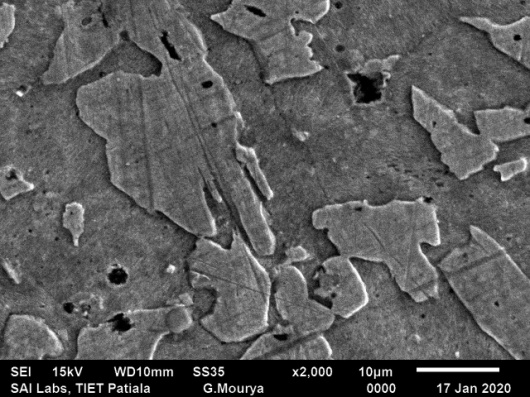 SEI 15kV WD10mm SS35 x2,000 10µm
SAI Labs, TIET Patiala G.Mourya 0000 17 Jan 2020